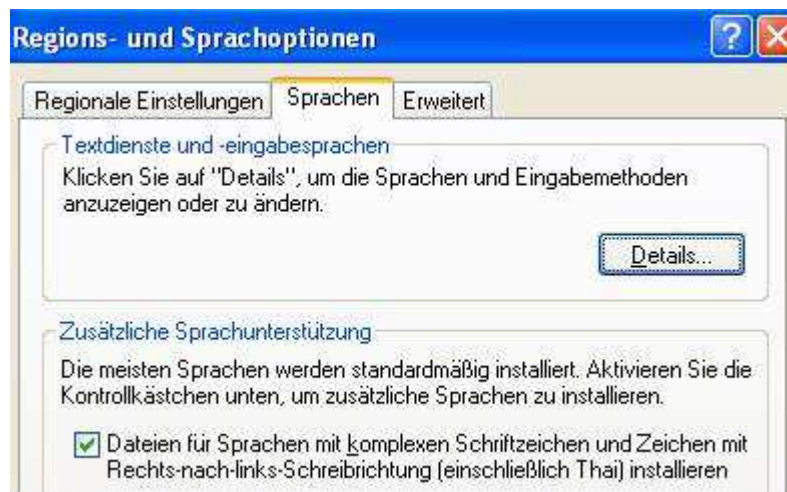 Regions- und Sprachoptionen
Regionale Einstellungen Sprachen Erweitert
Textdienste und -eingabesprachen
Klicken Sie auf "Details", um die Sprachen und Eingabemethoden
anzuzeigen oder zu ändern.
Details...
Zusätzliche Sprachunterstützung
Die meisten Sprachen werden standardmäßig installiert. Aktivieren Sie die
Kontrollkästchen unten, um zusätzliche Sprachen zu installieren.
Dateien für Sprachen mit komplexen Schriftzeichen und Zeichen mit
Rechts-nach-links-Schreibrichtung (einschließlich Thai) installieren